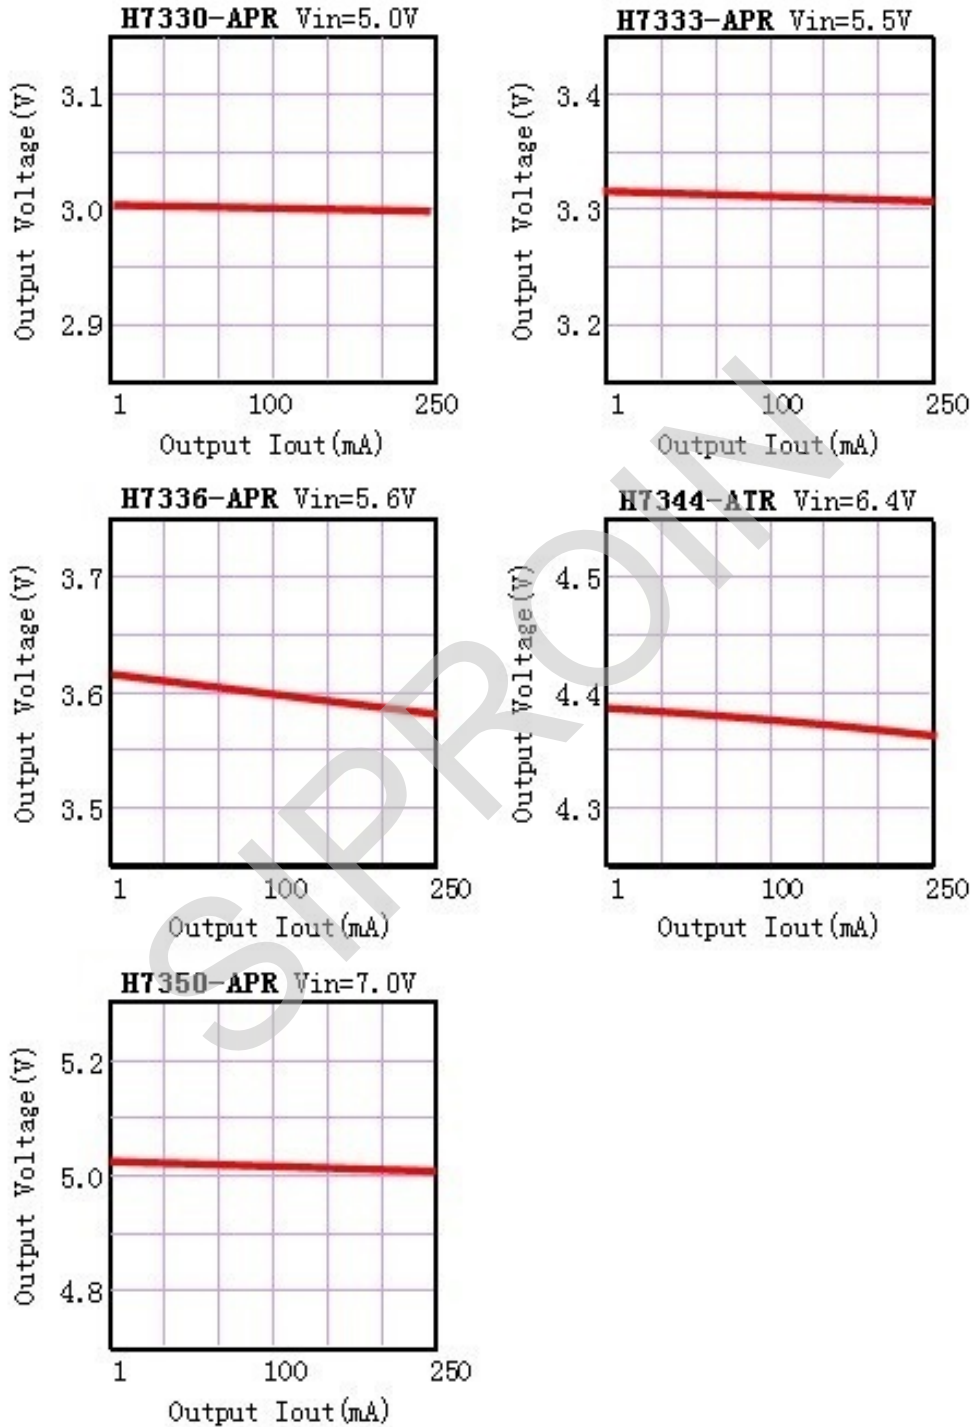 H7330-APR Vin=5.0V
Output Voltage(V)
3.1
3.0
2.9
1 100 250
Output Iout(mA)
H7333-APR Vin=5.5V
Output Voltage(V)
3.4
3.3
3.2
1 100 250
Output Iout(mA)
H7336-APR Vin=5.6V
Output Voltage(V)
3.7
3.6
3.5
1 100 250
Output Iout(mA)
H7344-ATR Vin=6.4V
Output Voltage(V)
4.5
4.4
4.3
1 100 250
Output Iout(mA)
H7350-APR Vin=7.0V
Output Voltage(V)
5.2
5.0
4.8
1 100 250
Output Iout(mA)
SIPROIN